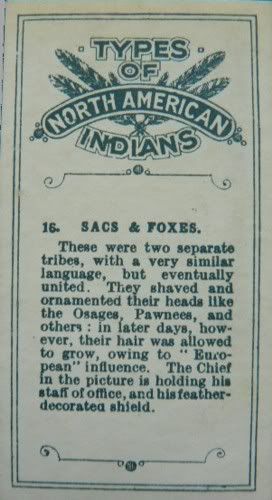 TYPES
OF
NORTH AMERICAN
INDIANS
16. SACS & FOXES.
These were two separate
tribes, with a very similar
language, but eventually
united. They shaved and
ornamented their heads like
the Osages, Pawnees, and
others : in later days, how-
ever, their hair was allowed
to grow, owing to " Euro-
pean" influence. The Chief
in the picture is holding his
staff of office, and his feather-
decorated shield.